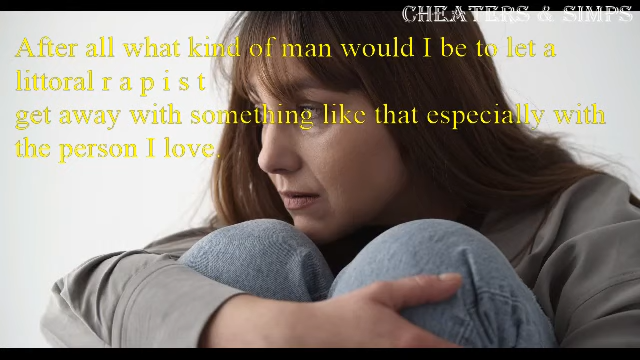 CHEATERS & SIMPS
After all what kind of man would I be to let a
littoral r a p i s t
get away with something like that especially with
the person I love.